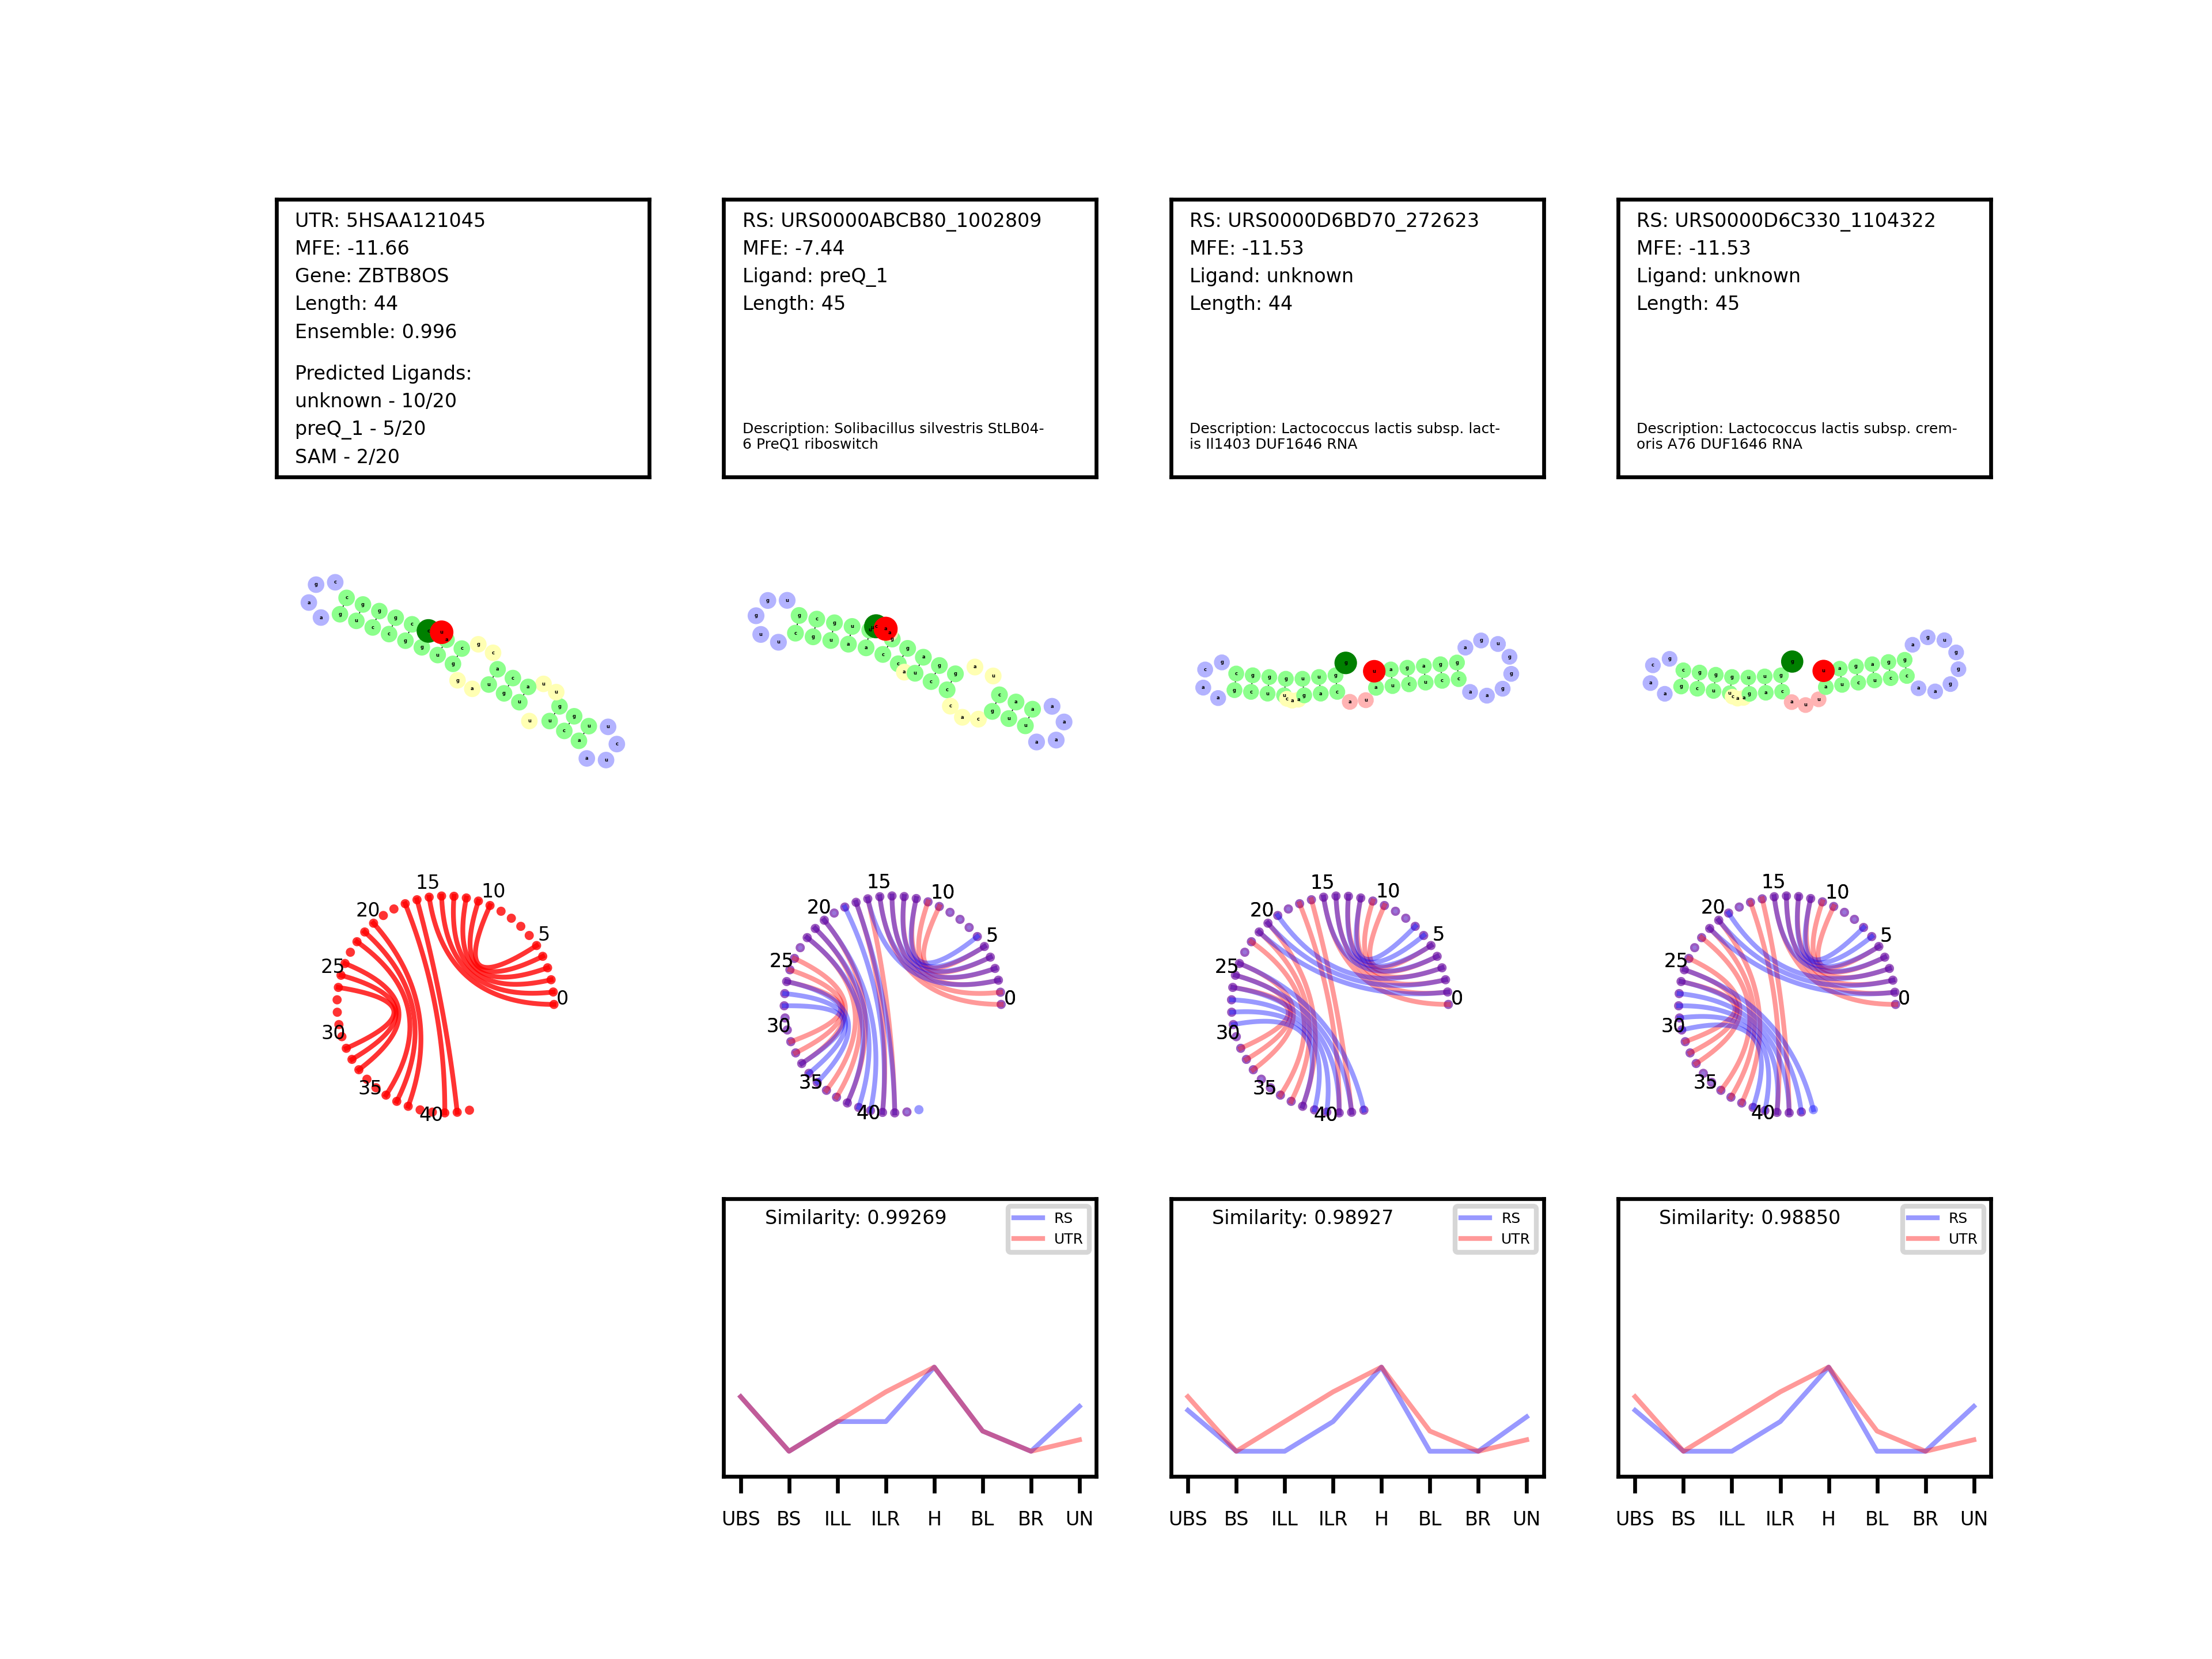 UTR: 5HSAA121045
MFE: -11.66
Gene: ZBTB8OS
Length: 44
Ensemble: 0.996
Predicted Ligands:
unknown - 10/20
preQ_1 - 5/20
SAM - 2/20
RS: URS0000ABCB80_1002809
MFE: -7.44
Ligand: preQ_1
Length: 45
Description: Solibacillus silvestris StLB04-
6 PreQ1 riboswitch
RS: URS0000D6BD70_272623
MFE: -11.53
Ligand: unknown
Length: 44
Description: Lactococcus lactis subsp. lact-
is Il1403 DUF1646 RNA
RS: URS0000D6C330_1104322
MFE: -11.53
Ligand: unknown
Length: 45
Description: Lactococcus lactis subsp. crem-
oris A76 DUF1646 RNA
0
5
10
15
20
25
30
35
40
0
5
10
15
20
25
30
35
40
0
5
10
15
20
25
30
35
40
0
5
10
15
20
25
30
35
40
Similarity: 0.99269
RS
UTR
UBS BS ILL ILR H BL BR UN
Similarity: 0.98927
RS
UTR
UBS BS ILL ILR H BL BR UN
Similarity: 0.98850
RS
UTR
UBS BS ILL ILR H BL BR UN